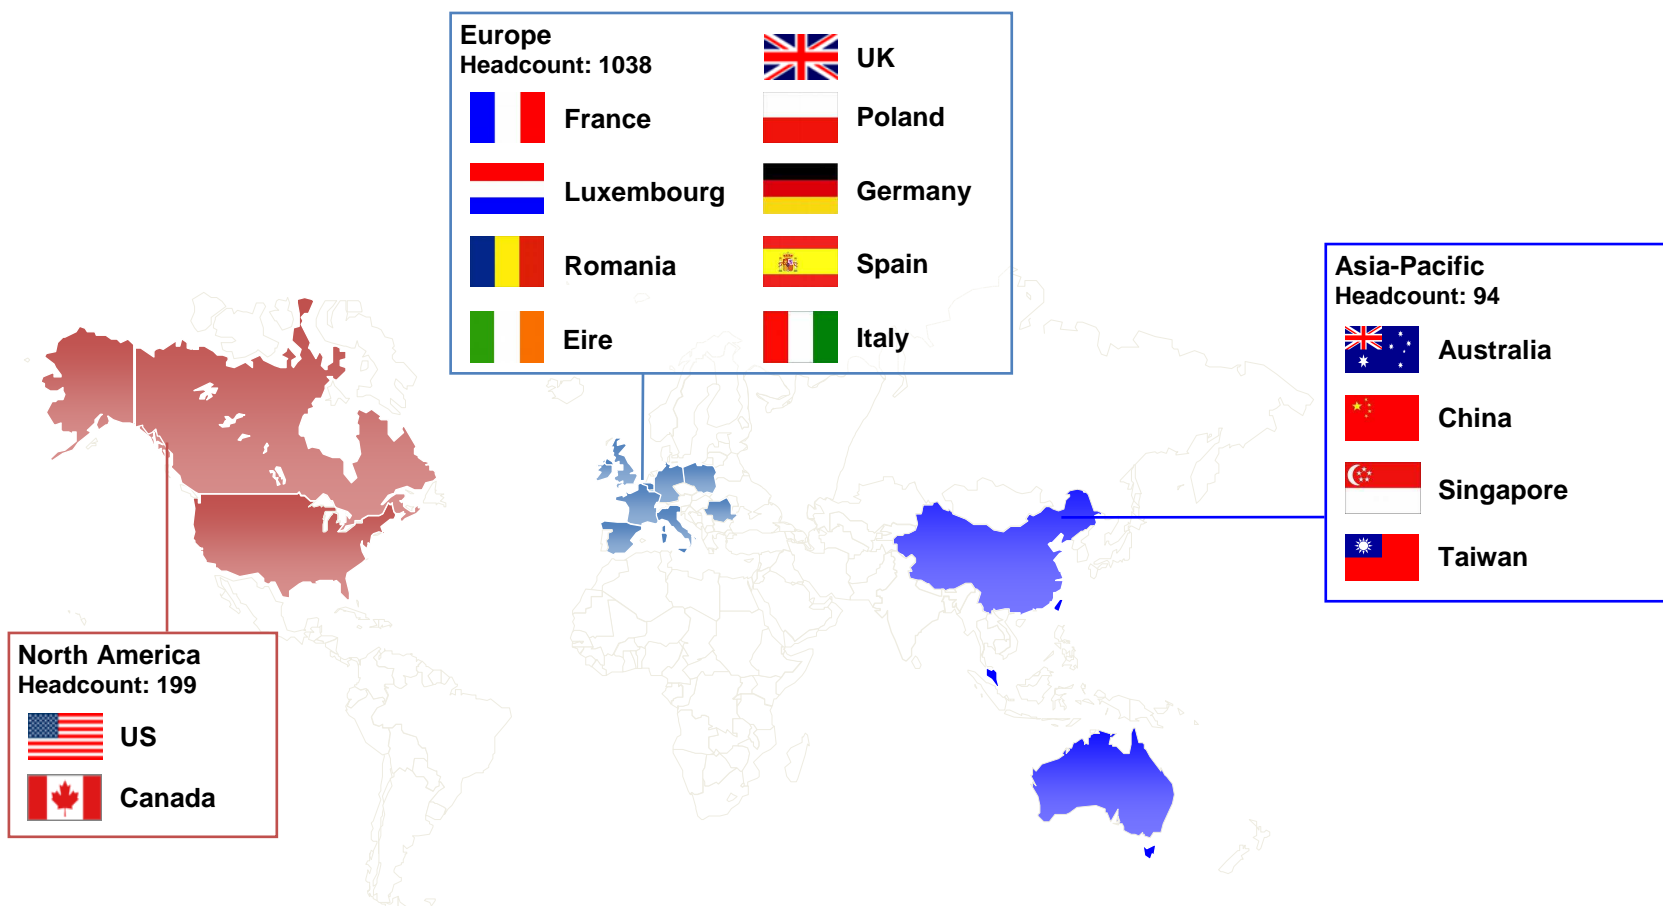 Europe
Headcount: 1038
France
Luxembourg
Romania
Eire
UK
Poland
Germany
Spain
Italy
Asia-Pacific
Headcount: 94
Australia
China
Singapore
Taiwan
North America
Headcount: 199
US
Canada